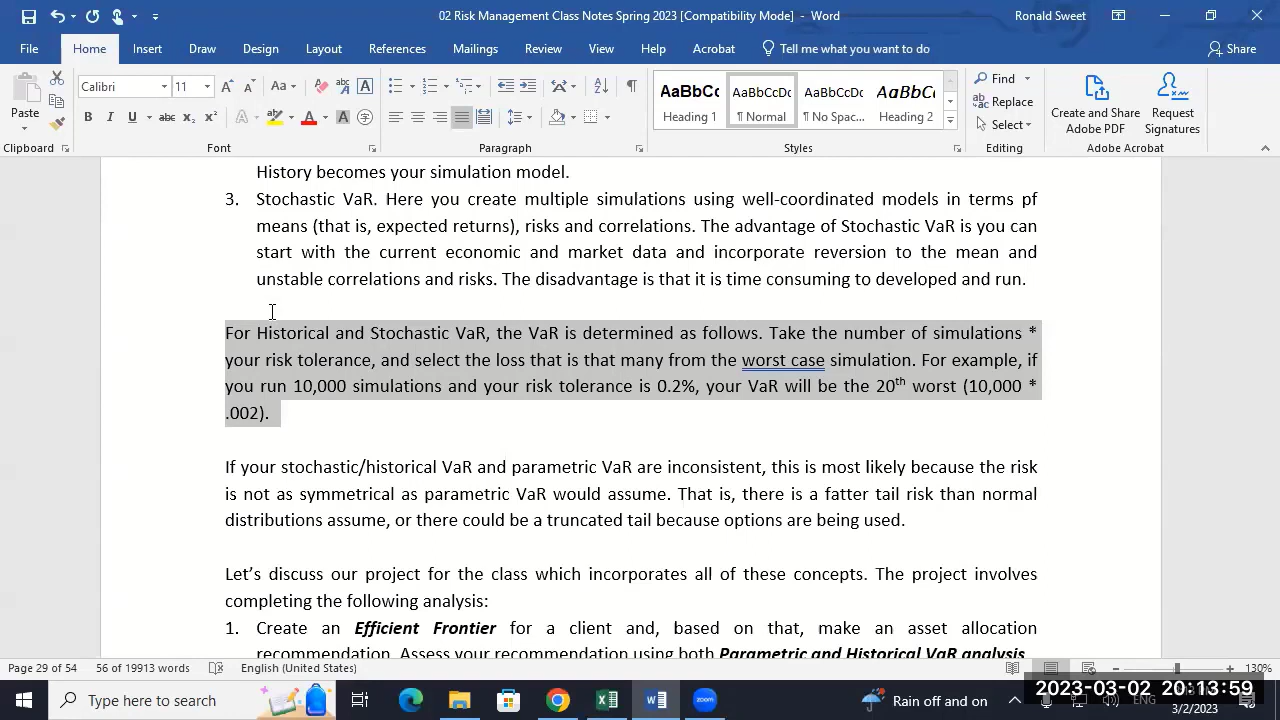 02 Risk Management Class Notes Spring 2023 [Compatibility Mode] - Word
Ronald Sweet
File Home Insert Draw Design Layout References Mailings Review View Help Acrobat Tell me what you want to do Share
Paste
Calibri 11
Aa
B I U abc X₂ X² A
AaBbCc AaBbCcDc AaBbCcDc AaBbC
Heading 1 ¶ Normal ¶ No Spac... Heading 2
Find
Replace
Select
Create and Share Adobe PDF
Request Signatures
Clipboard Font Paragraph Styles Editing Adobe Acrobat
History becomes your simulation model.
3. Stochastic VaR. Here you create multiple simulations using well-coordinated models in terms pf
means (that is, expected returns), risks and correlations. The advantage of Stochastic VaR is you can
start with the current economic and market data and incorporate reversion to the mean and
unstable correlations and risks. The disadvantage is that it is time consuming to developed and run.
For Historical and Stochastic VaR, the VaR is determined as follows. Take the number of simulations *
your risk tolerance, and select the loss that is that many from the worst case simulation. For example, if
you run 10,000 simulations and your risk tolerance is 0.2%, your VaR will be the 20th worst (10,000 *
.002).
If your stochastic/historical VaR and parametric VaR are inconsistent, this is most likely because the risk
is not as symmetrical as parametric VaR would assume. That is, there is a fatter tail risk than normal
distributions assume, or there could be a truncated tail because options are being used.
Let's discuss our project for the class which incorporates all of these concepts. The project involves
completing the following analysis:
1. Create an Efficient Frontier for a client and, based on that, make an asset allocation
recommendation. Assess your recommendation using both Parametric and Historical VaR analysis
Page 29 of 54 56 of 19913 words English (United States) 130%
Type here to search
zoom
Rain off and on
ENG
2023-03-02 20:13:59
3/2/2023